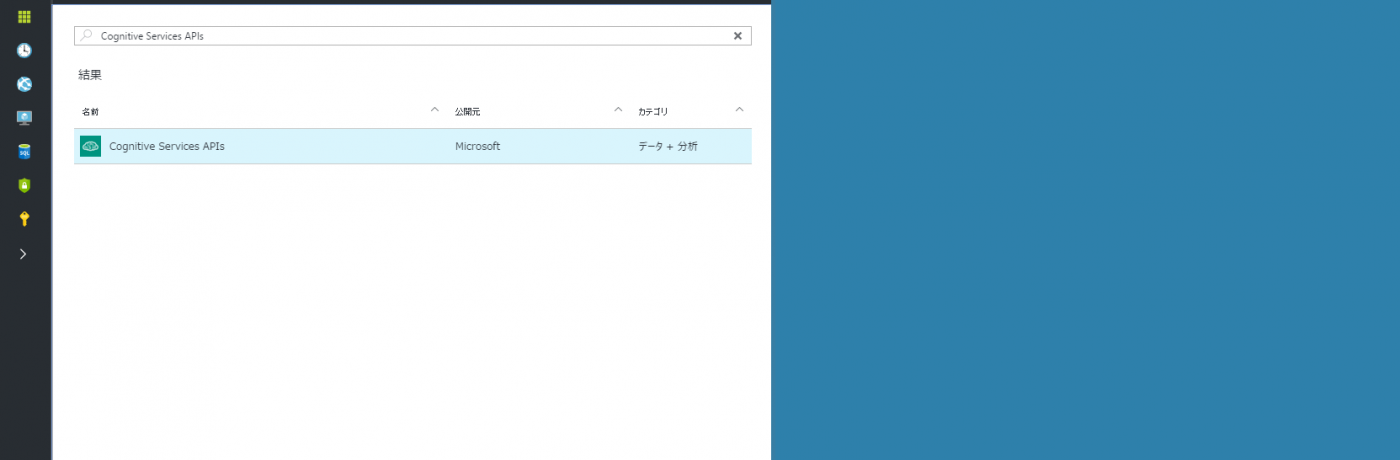 Cognitive Services APIs
結果
名前 公開元 カテゴリ
Cognitive Services APIs Microsoft データ + 分析
SQL